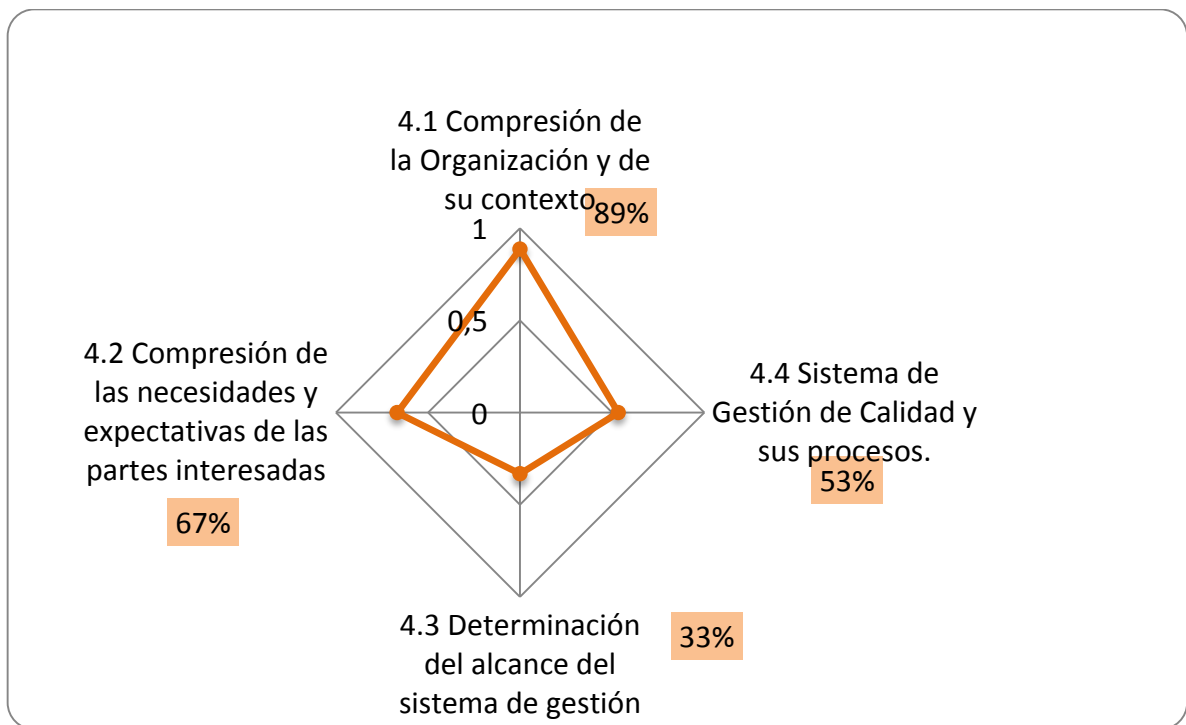 4.1 Compresión de
la Organización y de
su contexto
89%
1
0,5
0
4.2 Compresión de
las necesidades y
expectativas de las
partes interesadas
67%
4.4 Sistema de
Gestión de Calidad y
sus procesos.
53%
4.3 Determinación
del alcance del
sistema de gestión
33%